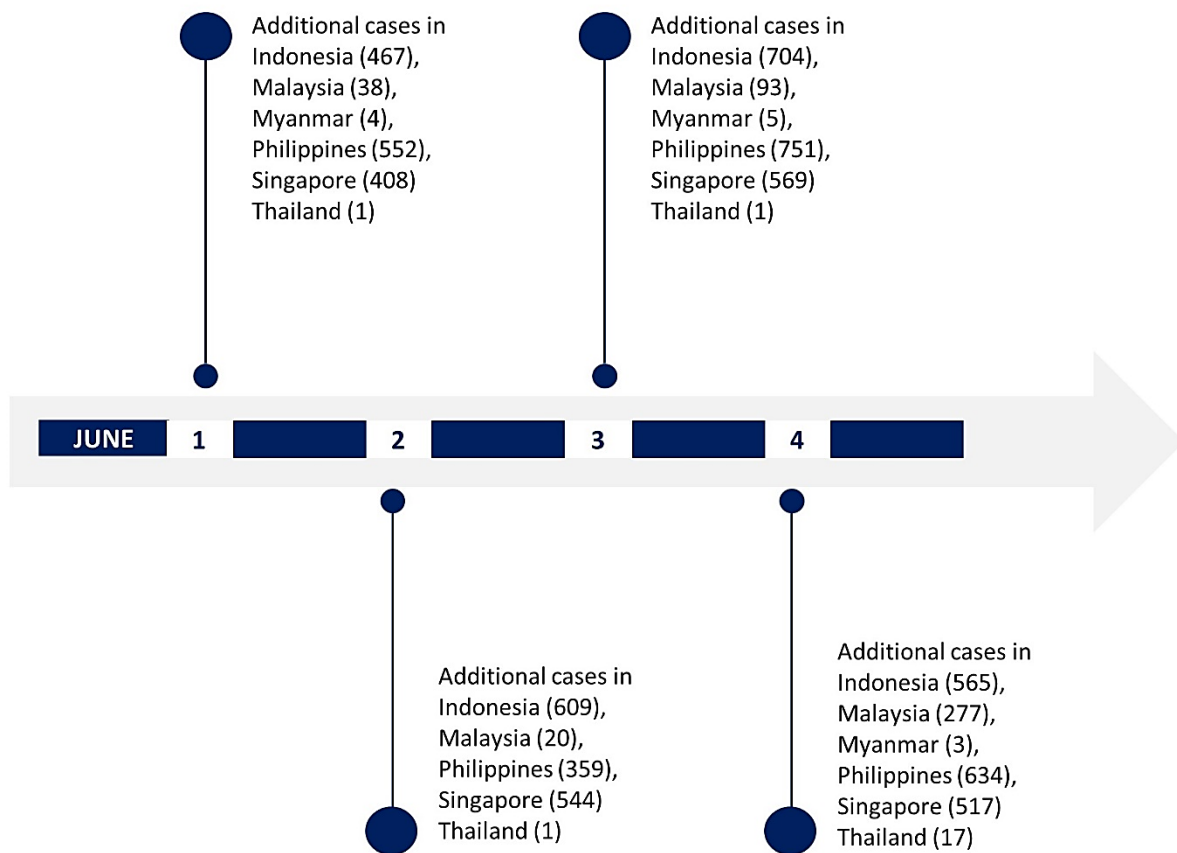 Additional cases in
Indonesia (467),
Malaysia (38),
Myanmar (4),
Philippines (552),
Singapore (408)
Thailand (1)
Additional cases in
Indonesia (704),
Malaysia (93),
Myanmar (5),
Philippines (751),
Singapore (569)
Thailand (1)
JUNE 1 2 3 4
Additional cases in
Indonesia (609),
Malaysia (20),
Philippines (359),
Singapore (544)
Thailand (1)
Additional cases in
Indonesia (565),
Malaysia (277),
Myanmar (3),
Philippines (634),
Singapore (517)
Thailand (17)